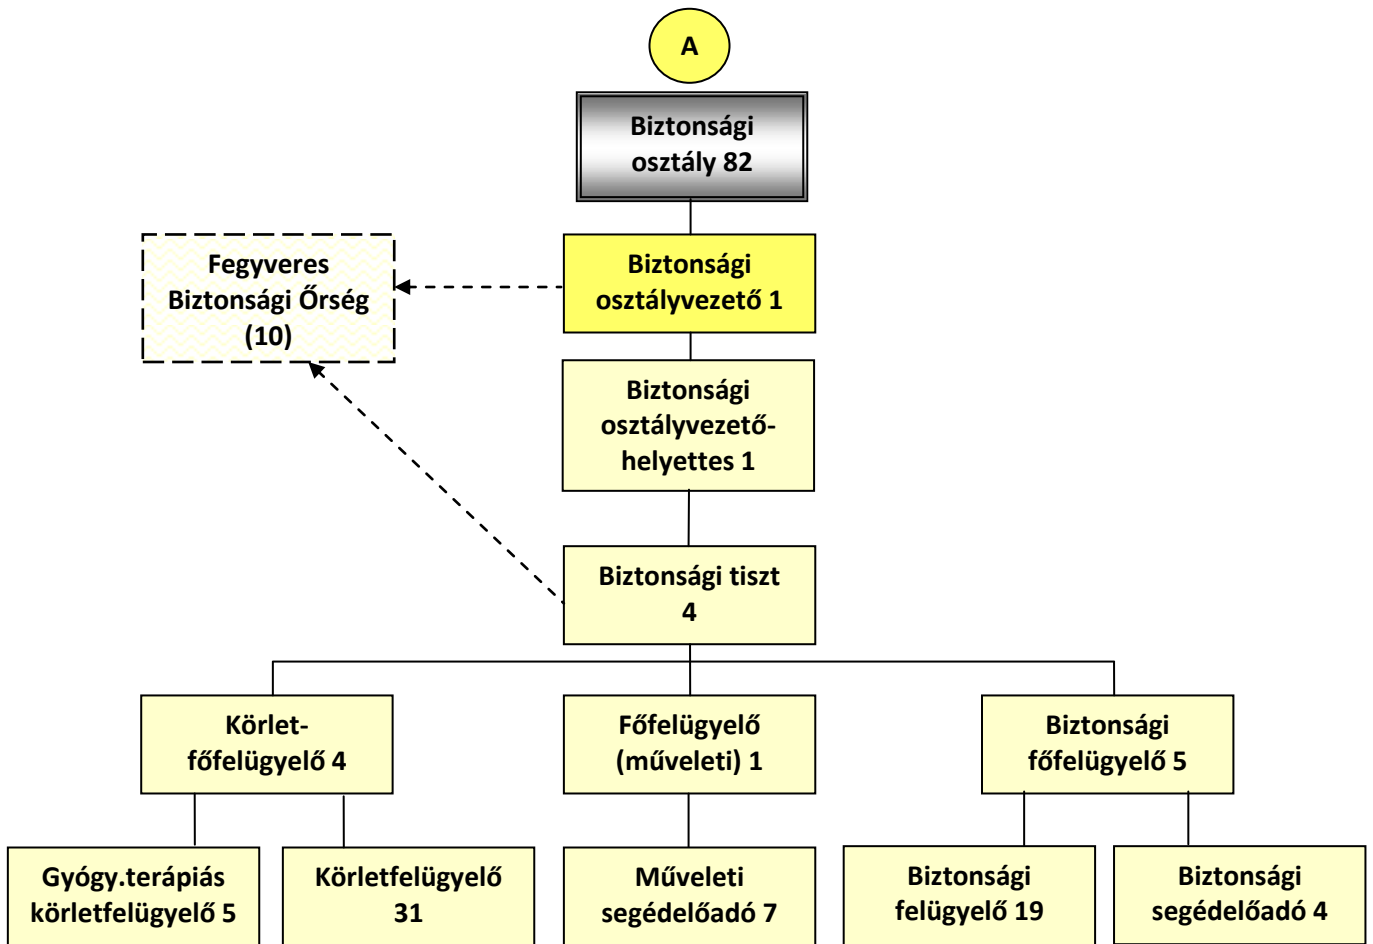 A
Biztonsági
osztály 82
Fegyveres
Biztonsági Őrség
(10)
Biztonsági
osztályvezető 1
Biztonsági
osztályvezető-
helyettes 1
Biztonsági tiszt
4
Körlet-
főfelügyelő 4
Főfelügyelő
(műveleti) 1
Biztonsági
főfelügyelő 5
Gyógy.terápiás
körletfelügyelő 5
Körletfelügyelő
31
Műveleti
segédelőadó 7
Biztonsági
felügyelő 19
Biztonsági
segédelőadó 4